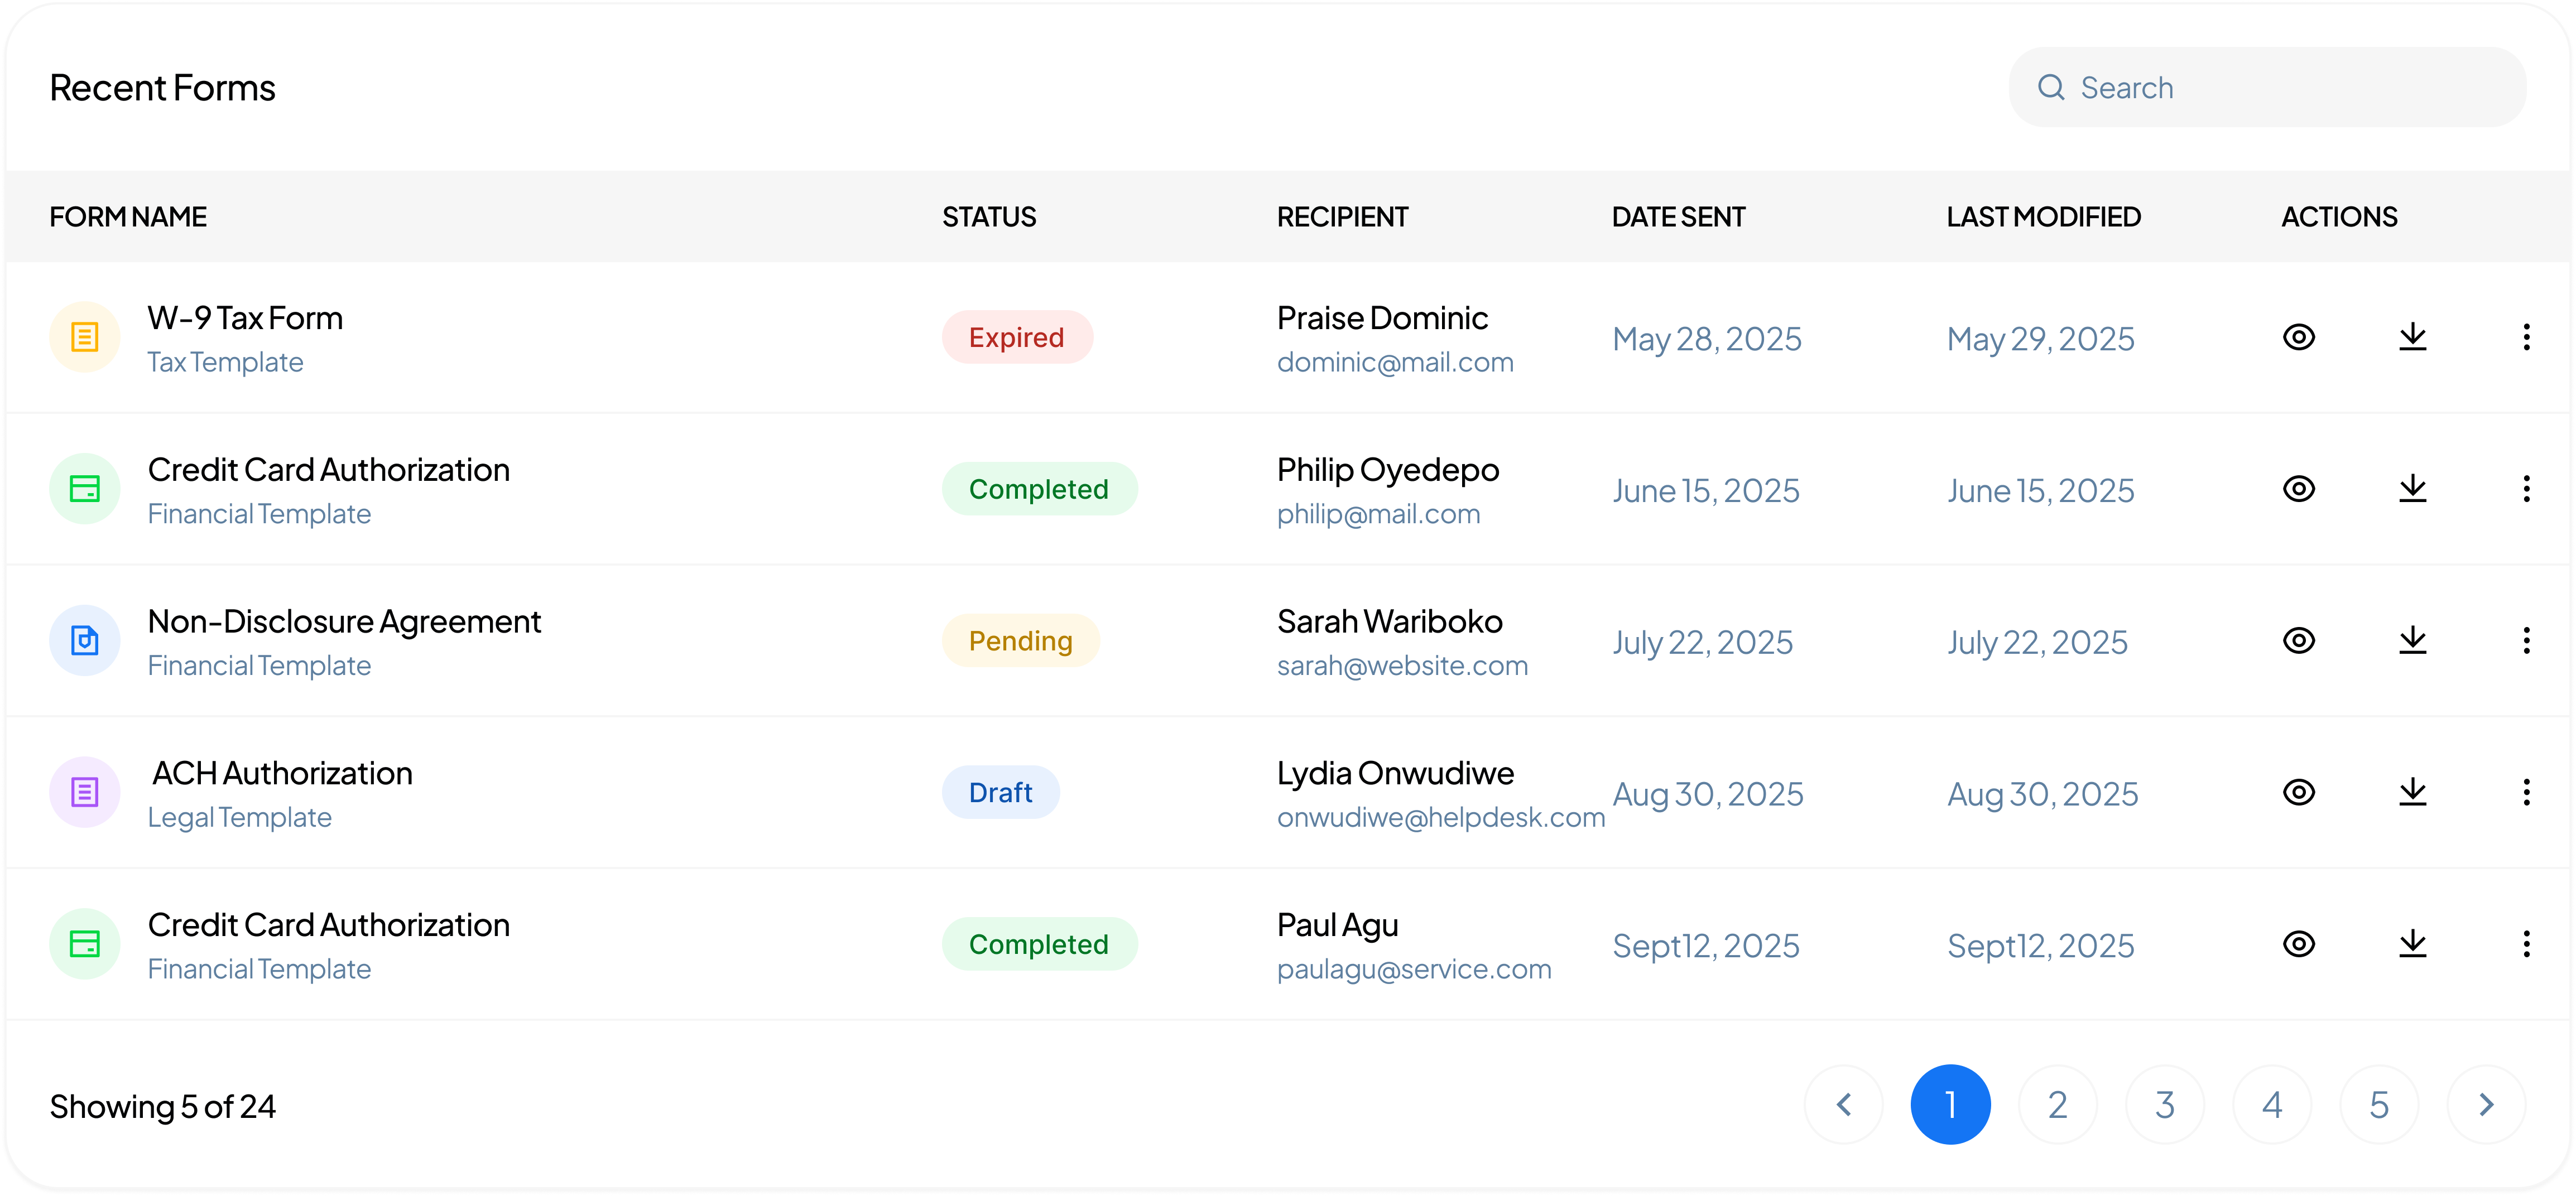 Recent Forms
Search
FORM NAME STATUS RECIPIENT DATE SENT LAST MODIFIED ACTIONS
W-9 Tax Form
Tax Template
Expired
Praise Dominic
dominic@mail.com
May 28, 2025
May 29, 2025
Credit Card Authorization
Financial Template
Completed
Philip Oyedepo
philip@mail.com
June 15, 2025
June 15, 2025
Non-Disclosure Agreement
Financial Template
Pending
Sarah Wariboko
sarah@website.com
July 22, 2025
July 22, 2025
ACH Authorization
Legal Template
Draft
Lydia Onwudiwe
onwudiwe@helpdesk.com
Aug 30, 2025
Aug 30, 2025
Credit Card Authorization
Financial Template
Completed
Paul Agu
paulagu@service.com
Sept12, 2025
Sept12, 2025
Showing 5 of 24
1 2 3 4 5